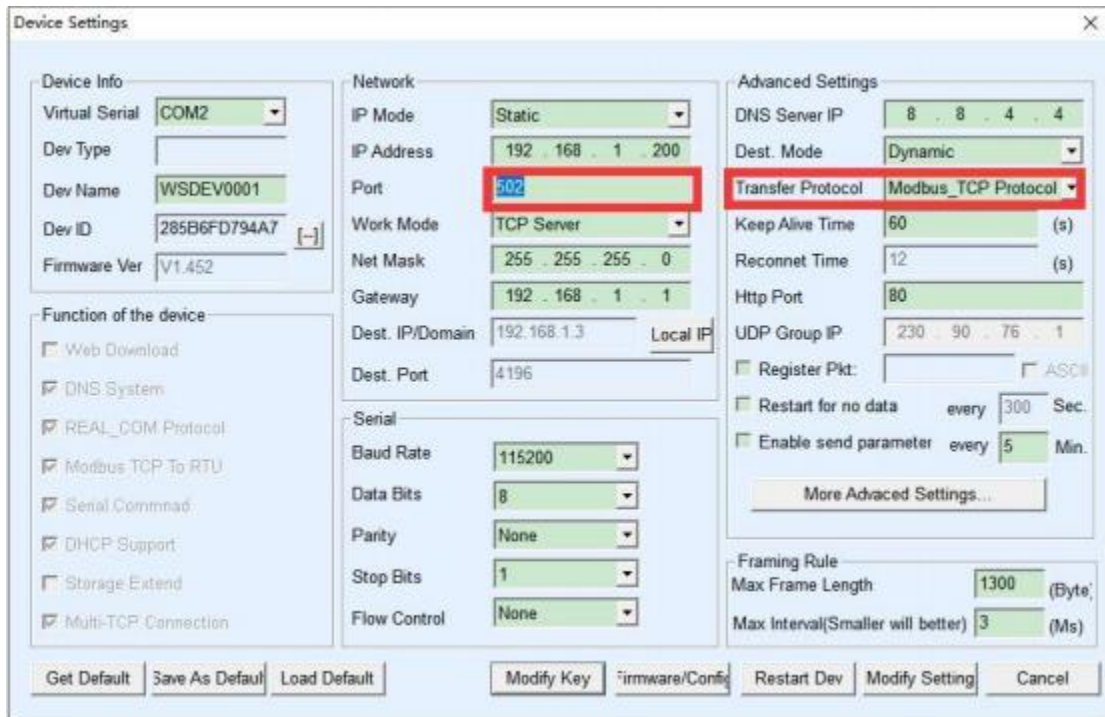 Device Settings
Device Info
Virtual Serial COM2
Dev Type
Dev Name WSDEV0001
Dev ID 285B6FD794A7 [--]
Firmware Ver V1.452
Function of the device
Web Download
DNS System
REAL_COM Protocol
Modbus TCP To RTU
Serial Commnad
DHCP Support
Storage Extend
Multi-TCP Connection
Network
IP Mode Static
IP Address 192 . 168 . 1 . 200
Port 502
Work Mode TCP Server
Net Mask 255 . 255 . 255 . 0
Gateway 192 . 168 . 1 . 1
Dest. IP/Domain 192.168.1.3 Local IP
Dest. Port 4196
Serial
Baud Rate 115200
Data Bits 8
Parity None
Stop Bits 1
Flow Control None
Advanced Settings
DNS Server IP 8 . 8 . 4 . 4
Dest. Mode Dynamic
Transfer Protocol Modbus_TCP Protocol
Keep Alive Time 60 (s)
Reconnet Time 12 (s)
Http Port 80
UDP Group IP 230 . 90 . 76 . 1
Register Pkt: ASCII
Restart for no data every 300 Sec.
Enable send parameter every 5 Min.
More Advaced Settings...
Framing Rule
Max Frame Length 1300 (Byte)
Max Interval(Smaller will better) 3 (Ms)
Get Default Save As Defaul Load Default Modify Key Firmware/Config Restart Dev Modify Setting Cancel